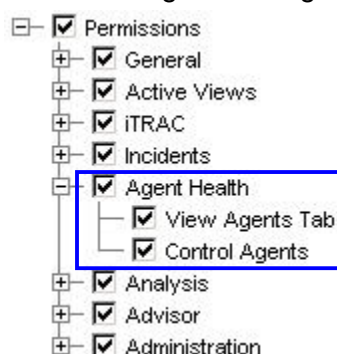 Permissions
General
Active Views
iTRAC
Incidents
Agent Health
View Agents Tab
Control Agents
Analysis
Advisor
Administration